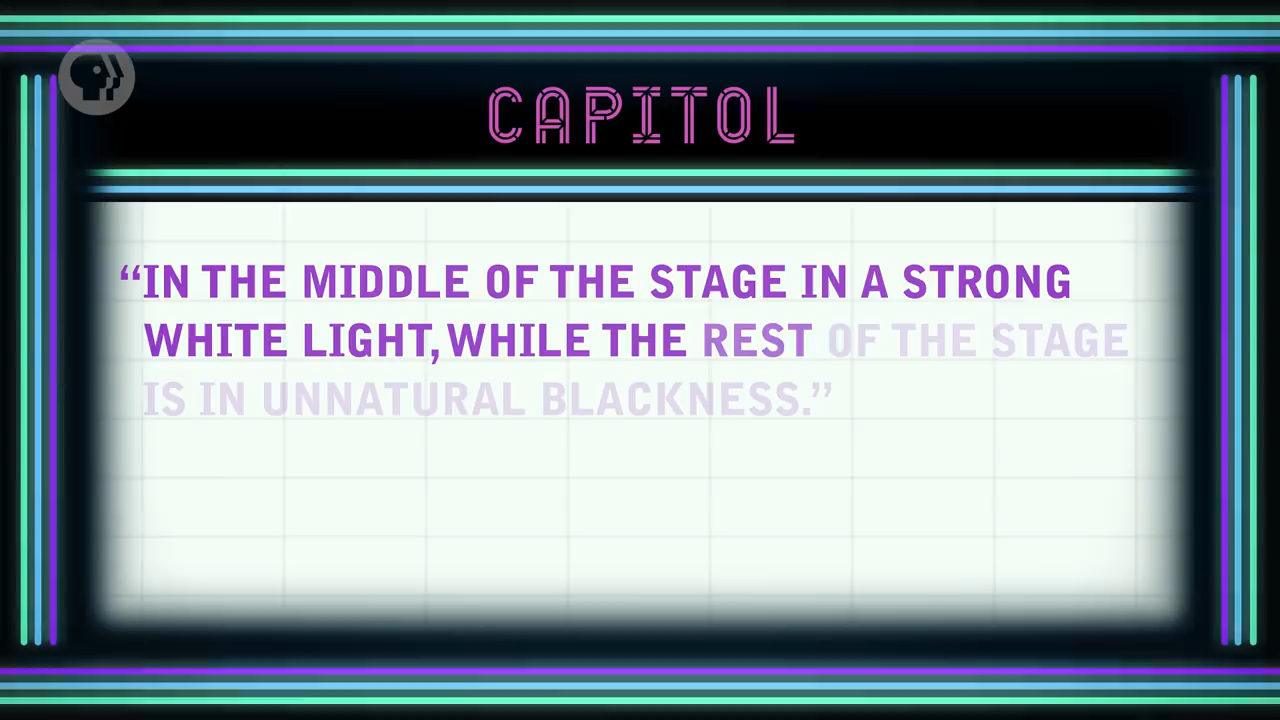 CAPITOL
“IN THE MIDDLE OF THE STAGE IN A STRONG
WHITE LIGHT, WHILE THE REST OF THE STAGE
IS IN UNNATURAL BLACKNESS.”